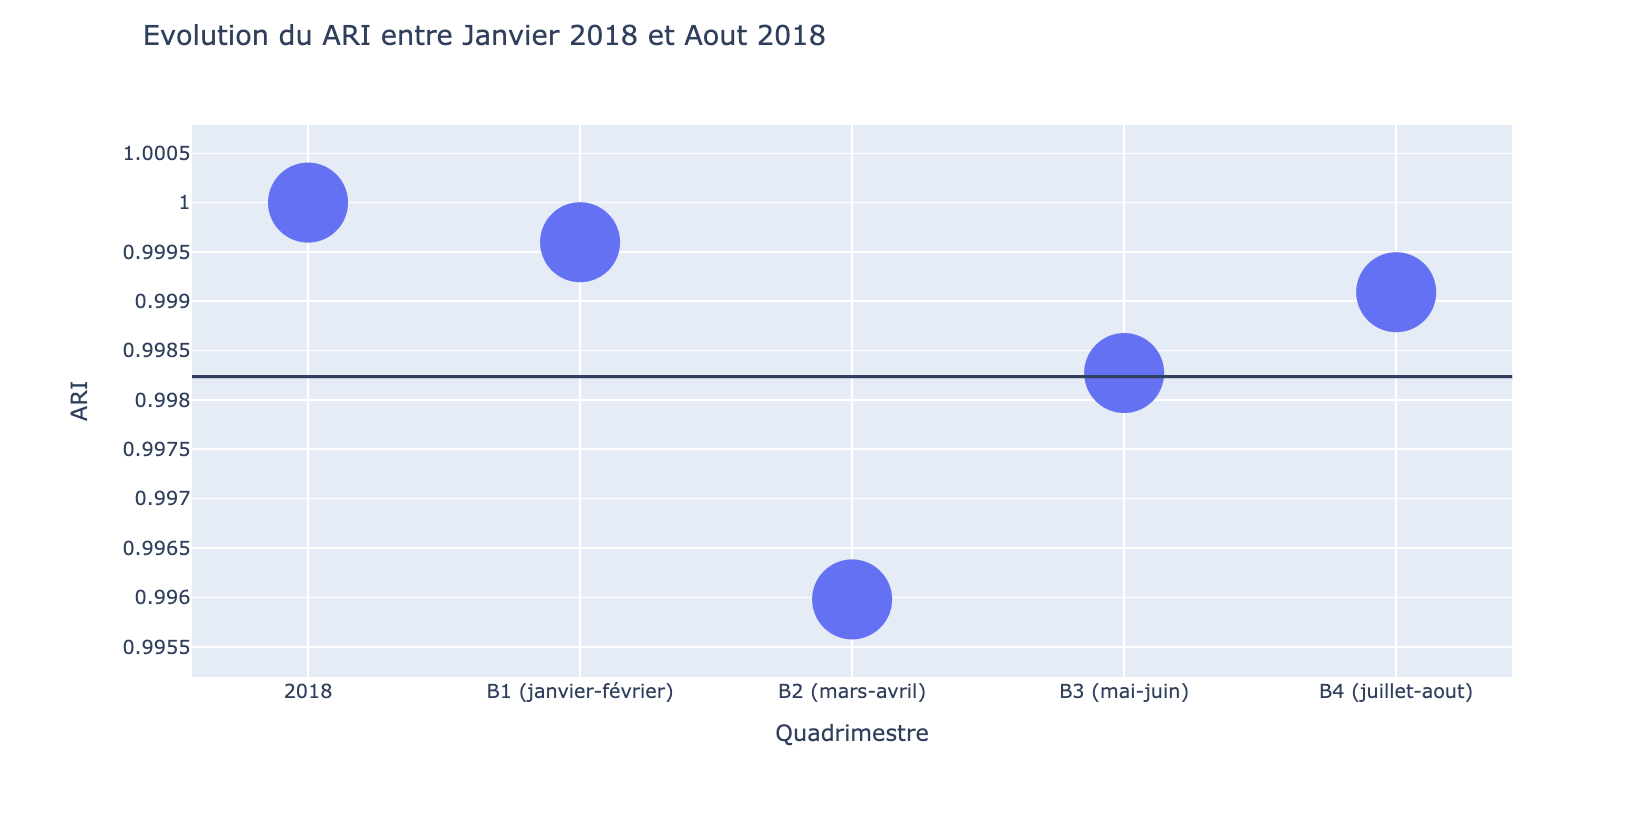 Evolution du ARI entre Janvier 2018 et Aout 2018
1.0005
1
0.9995
0.999
0.9985
0.998
0.9975
0.997
0.9965
0.996
0.9955
ARI
2018
B1 (janvier-février)
B2 (mars-avril)
B3 (mai-juin)
B4 (juillet-aout)
Quadrimestre